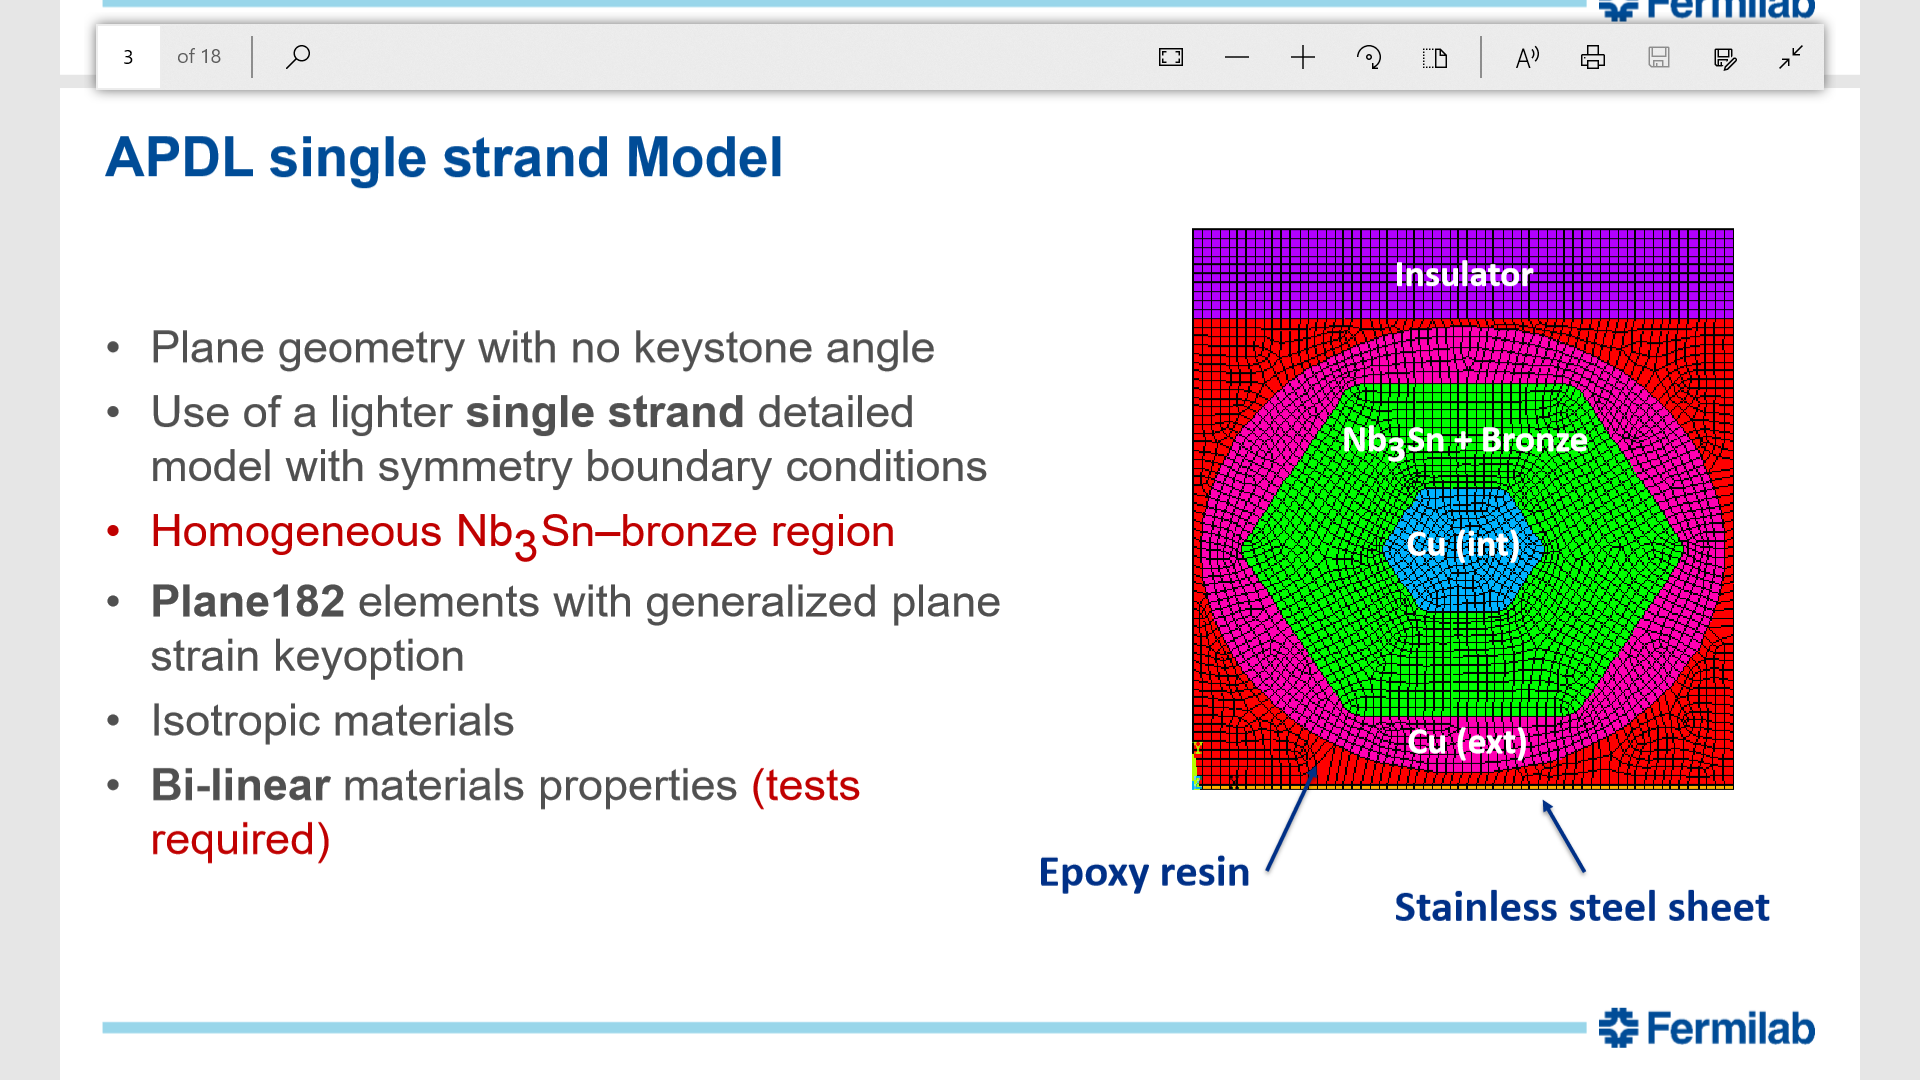 Fermilab
3 of 18
APDL single strand Model
• Plane geometry with no keystone angle
• Use of a lighter single strand detailed
model with symmetry boundary conditions
• Homogeneous Nb3Sn–bronze region
• Plane182 elements with generalized plane
strain keyoption
• Isotropic materials
• Bi-linear materials properties (tests
required)
Insulator
Nb3Sn + Bronze
Cu (int)
Cu (ext)
Y
X
Epoxy resin
Stainless steel sheet
Fermilab